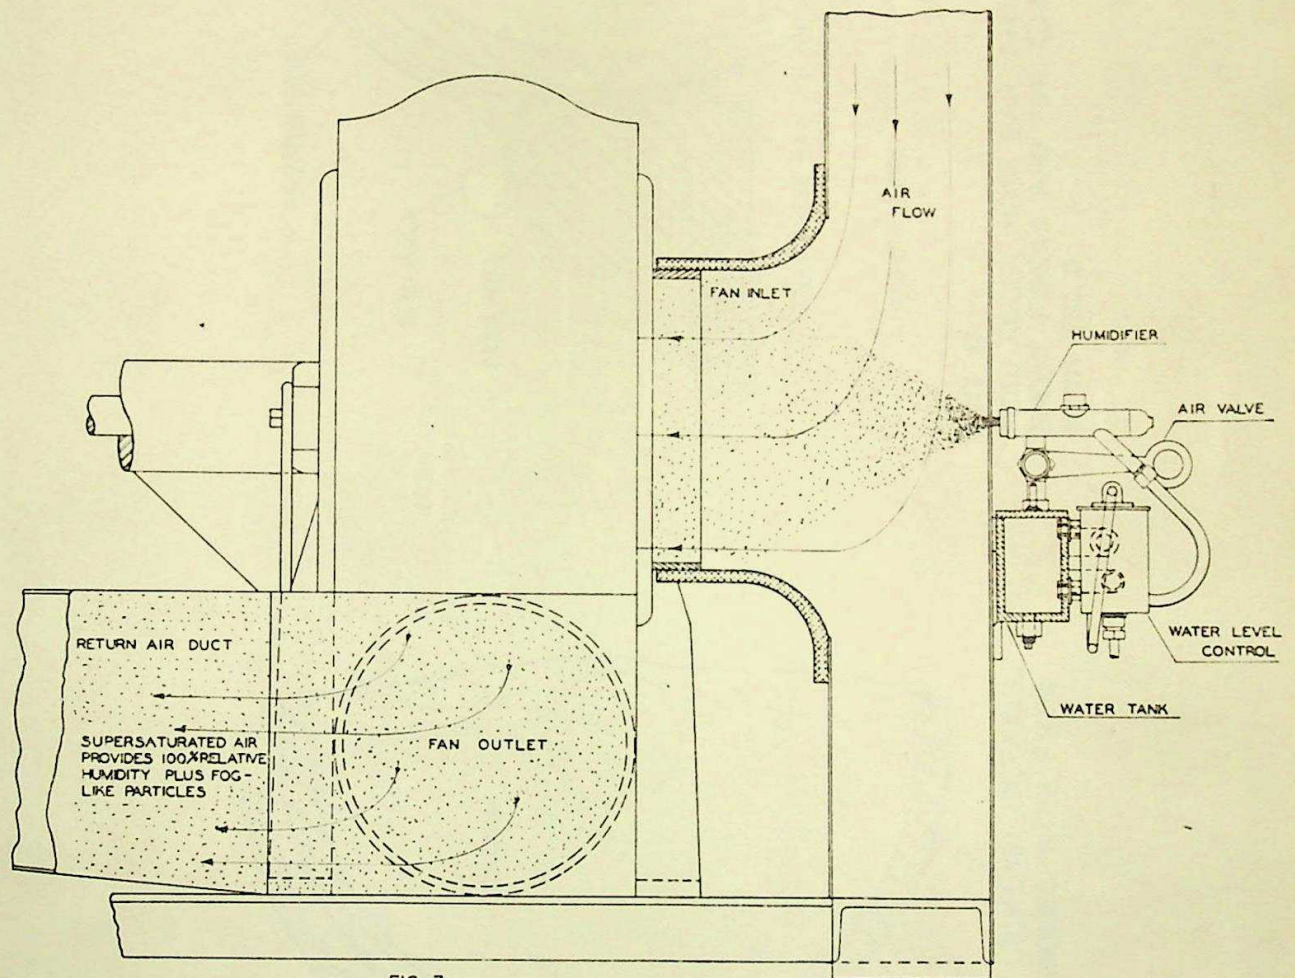 AIR
FLOW
FAN INLET
HUMIDIFIER
AIR VALVE
WATER LEVEL
CONTROL
WATER TANK
RETURN AIR DUCT
SUPERSATURATED AIR
PROVIDES 100% RELATIVE
HUMIDITY PLUS FOG-
LIKE PARTICLES
FAN OUTLET